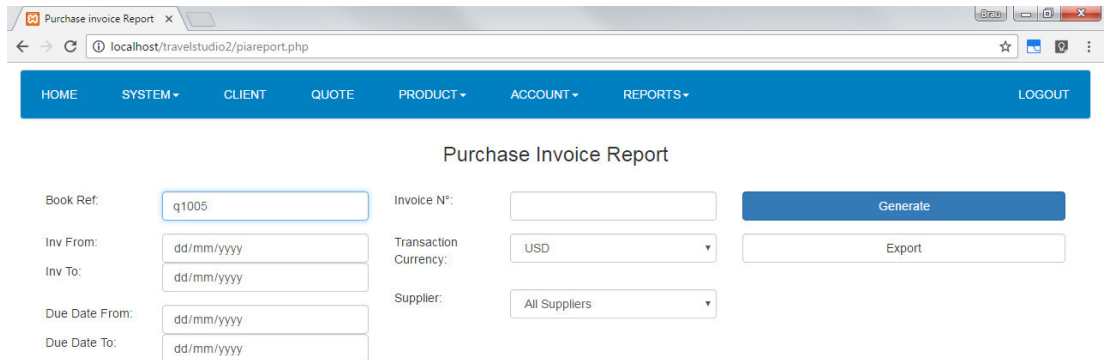 Purchase invoice Report
Brau
localhost/travelstudio2/piareport.php
HOME SYSTEM CLIENT QUOTE PRODUCT ACCOUNT REPORTS LOGOUT
Purchase Invoice Report
Book Ref: q1005 Invoice N°: Generate
Inv From: dd/mm/yyyy Transaction Currency: USD Export
Inv To: dd/mm/yyyy
Supplier: All Suppliers
Due Date From: dd/mm/yyyy
Due Date To: dd/mm/yyyy